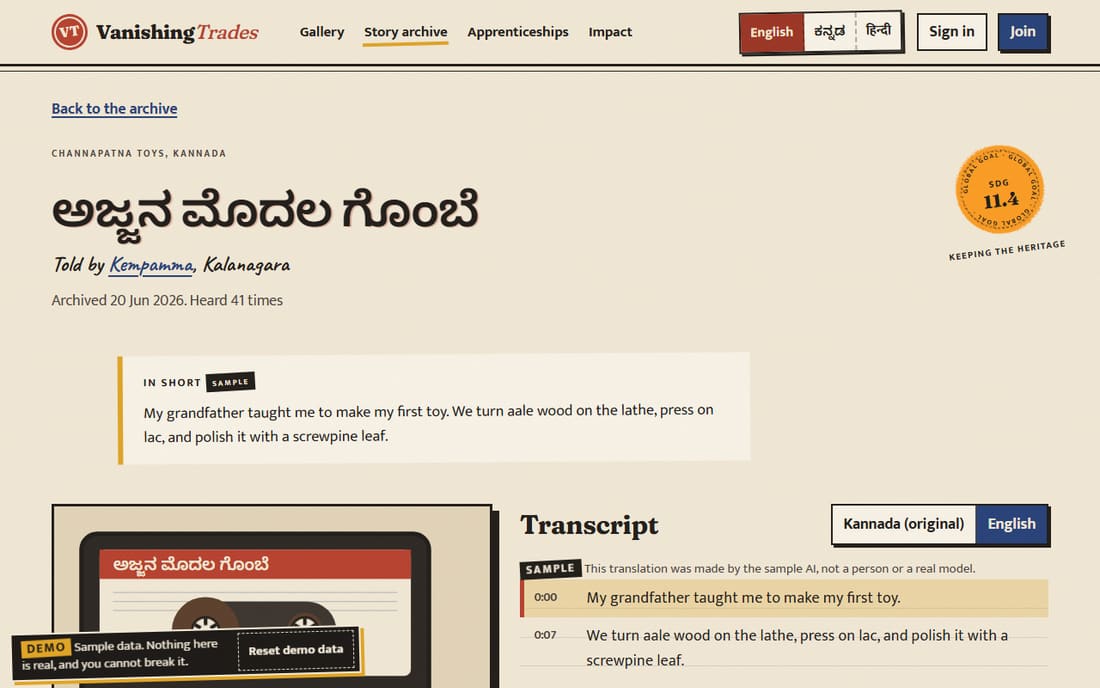 VT VanishingTrades Gallery Story archive Apprenticeships Impact English ಕನ್ನಡ हिन्दी Sign in Join
Back to the archive
CHANNAPATNA TOYS, KANNADA
ಅಜ್ಜನ ಮೊದಲ ಗೊಂಬೆ
Told by Kempamma, Kalanagara
Archived 20 Jun 2026. Heard 41 times
GLOBAL GOAL · GLOBAL GOAL · GLOBAL GOAL ·
SDG
11.4
KEEPING THE HERITAGE
IN SHORT SAMPLE
My grandfather taught me to make my first toy. We turn aale wood on the lathe, press on
lac, and polish it with a screwpine leaf.
ಅಜ್ಜನ ಮೊದಲ ಗೊಂಬೆ
Transcript Kannada (original) English
SAMPLE This translation was made by the sample AI, not a person or a real model.
0:00 My grandfather taught me to make my first toy.
0:07 We turn aale wood on the lathe, press on lac, and polish it with a
screwpine leaf.
DEMO Sample data. Nothing here
is real, and you cannot break it.
Reset demo data